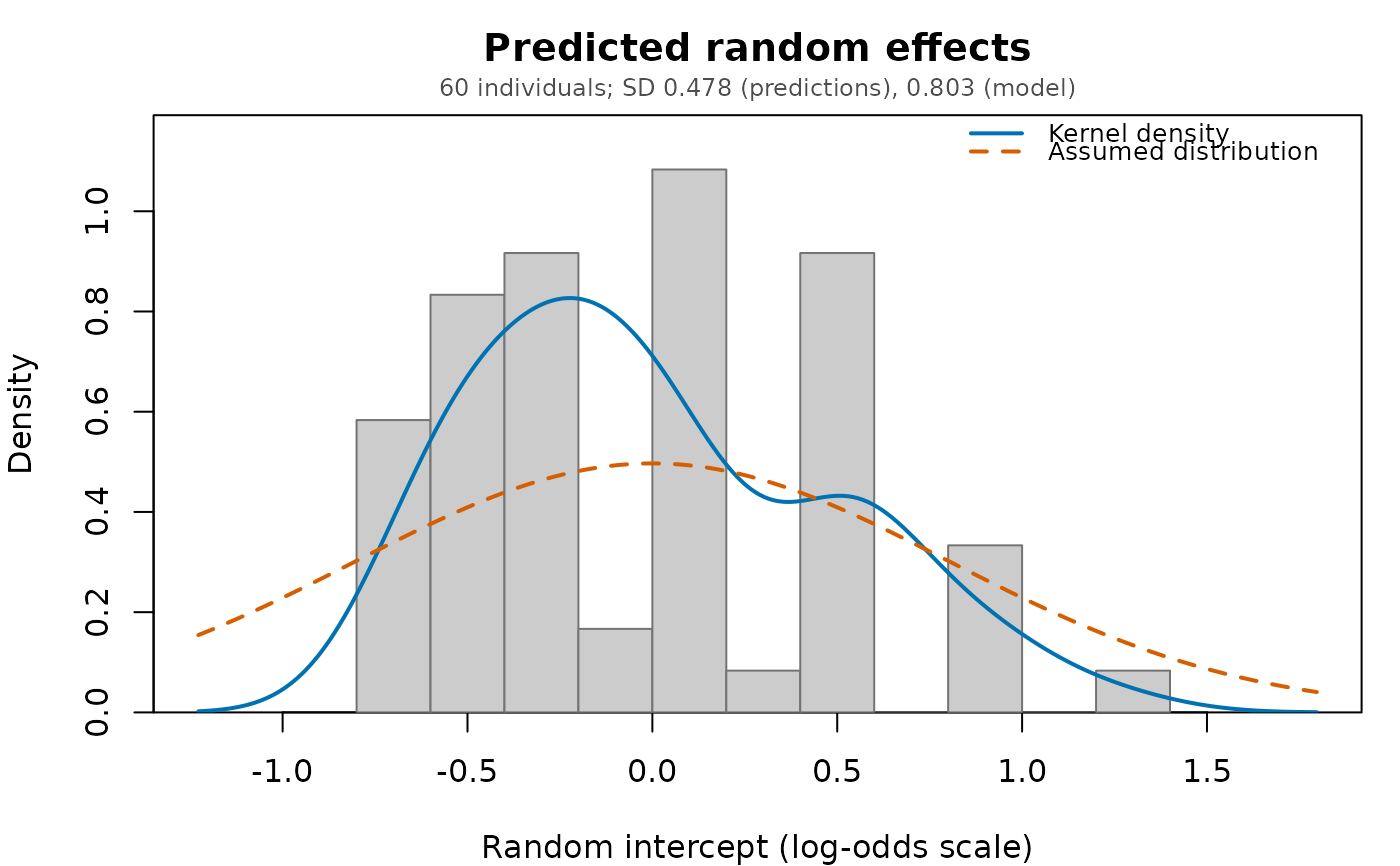 Predicted random effects
60 individuals; SD 0.478 (predictions), 0.803 (model)
Kernel density
Assumed distribution
Density
1.0
0.8
0.6
0.4
0.2
0.0
-1.0 -0.5 0.0 0.5 1.0 1.5
Random intercept (log-odds scale)